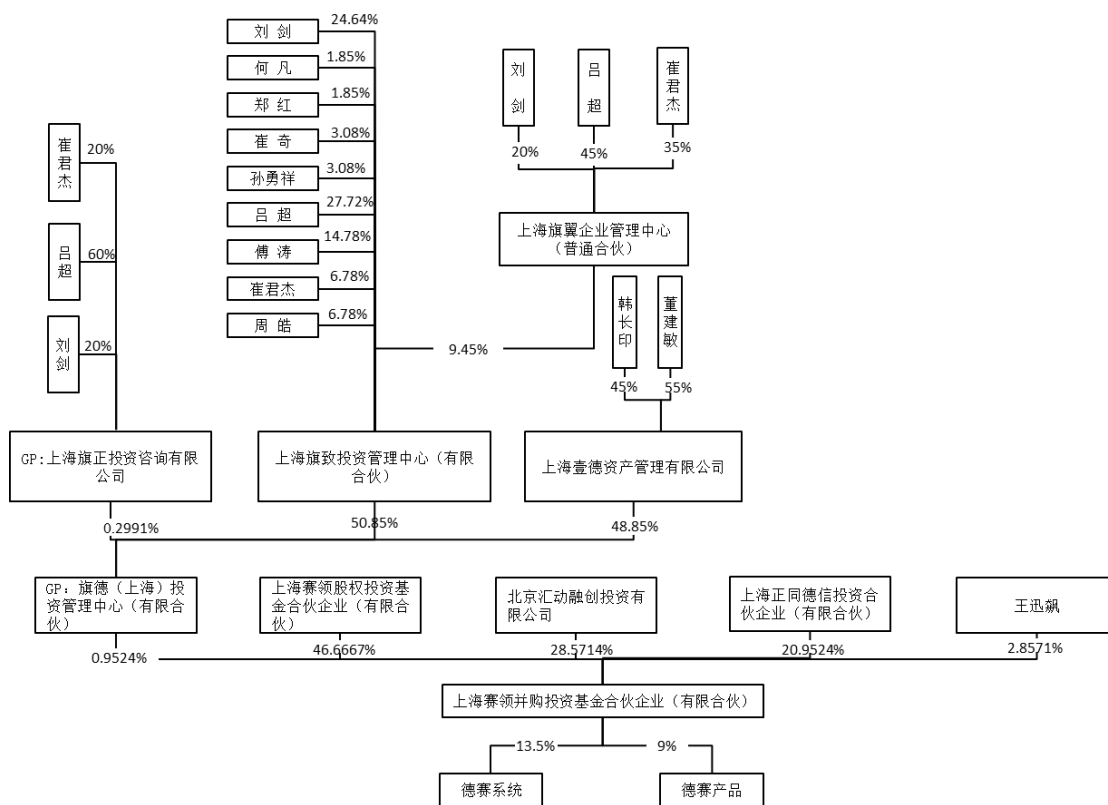 刘 剑
24.64%
何 凡
1.85%
郑 红
1.85%
崔 奇
3.08%
孙勇祥
3.08%
吕 超
27.72%
傅 涛
14.78%
崔君杰
6.78%
周 皓
6.78%
刘 剑
20%
吕 超
45%
崔君杰
35%
上海旗翼企业管理中心
(普通合伙)
9.45%
崔君杰
20%
吕超
60%
刘剑
20%
韩长印
45%
董建敏
55%
GP:上海旗正投资咨询有限
公司
上海旗致投资管理中心（有限
合伙）
上海壹德资产管理有限公司
0.2991%
50.85%
48.85%
GP：旗德（上海）投
资管理中心（有限合
伙）
上海赛领股权投资基
金合伙企业（有限合
伙）
北京汇动融创投资有
限公司
上海正同德信投资合
伙企业（有限合伙）
王迅飙
0.9524%
46.6667%
28.5714%
20.9524%
2.8571%
上海赛领并购投资基金合伙企业（有限合伙）
13.5%
9%
德赛系统
德赛产品